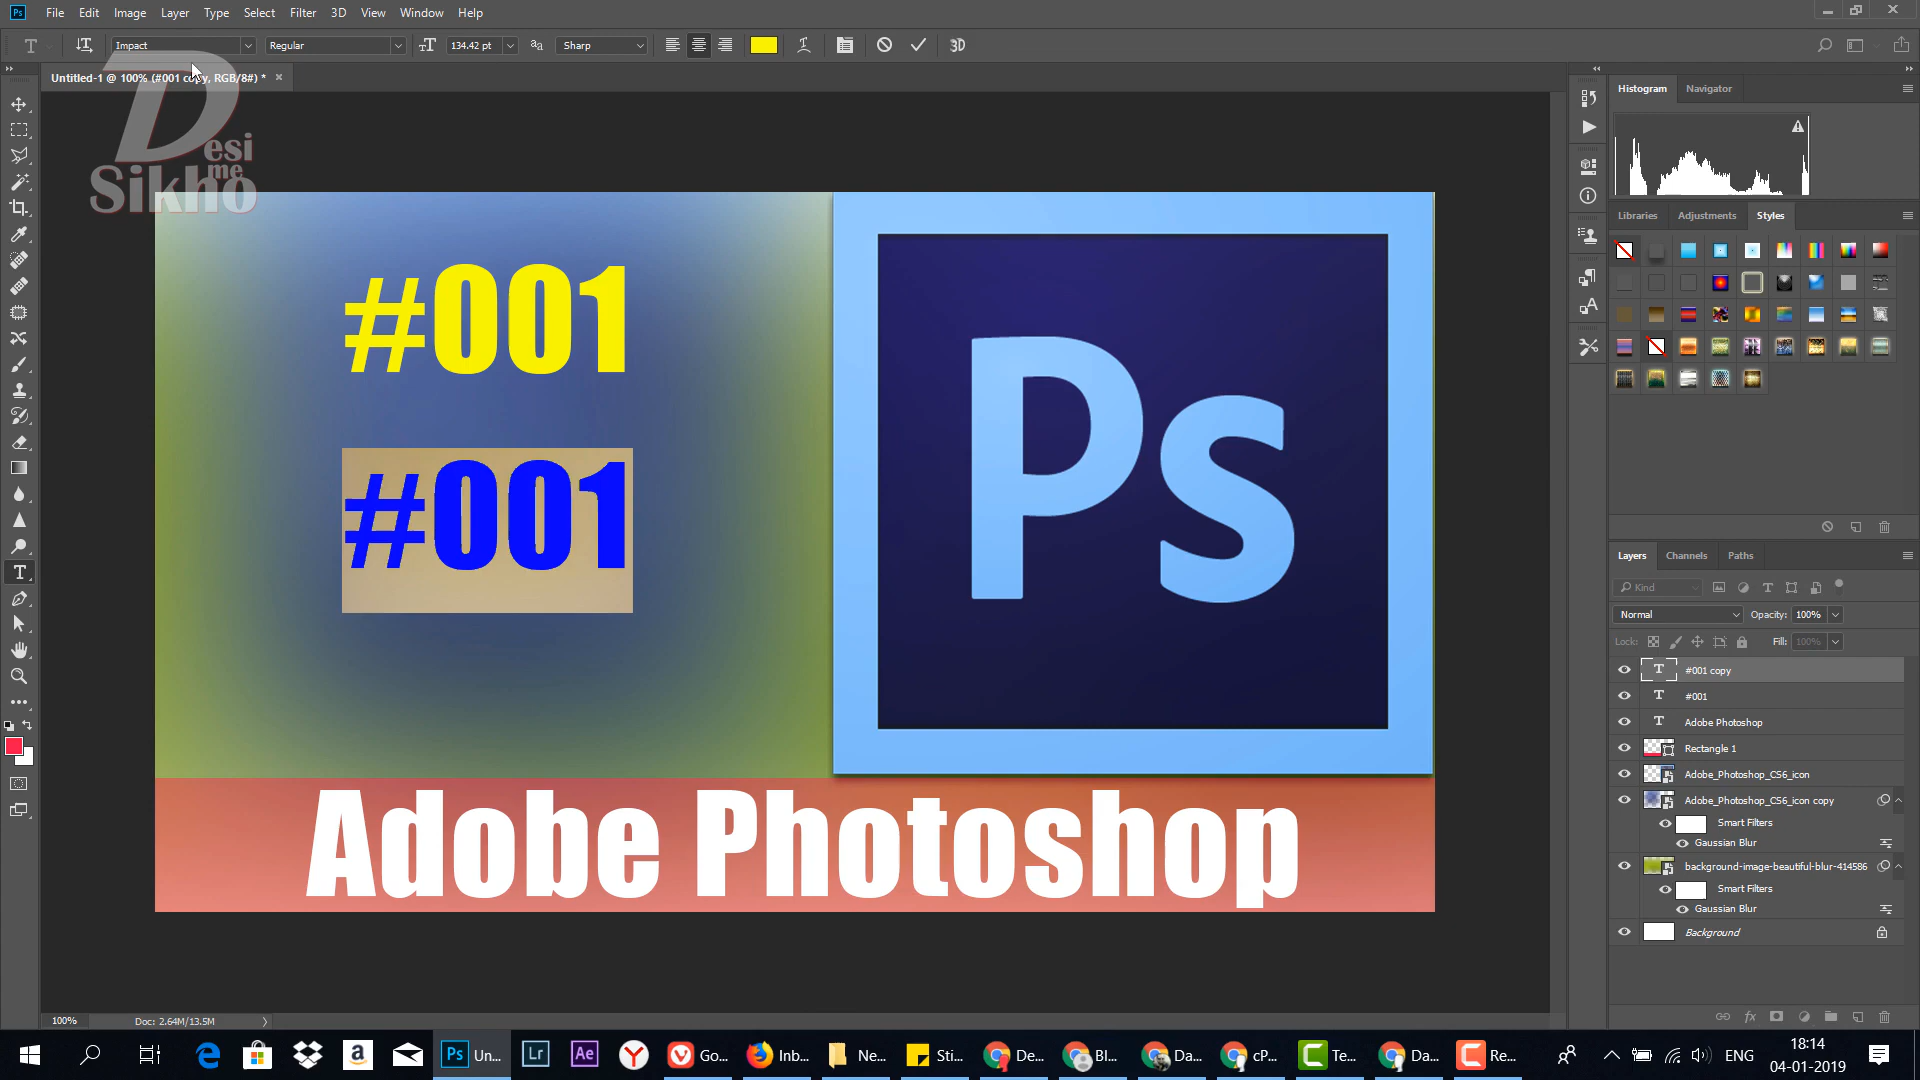 Ps File Edit Image Layer Type Select Filter 3D View Window Help
T Impact Regular 134.42 pt Sharp 3D
Untitled-1 @ 100% (#001 copy, RGB/8#) * ×
Desi me Sikho
#001
#001
Ps
Adobe Photoshop
100% Doc: 2.64M/13.5M
Histogram Navigator
Libraries Adjustments Styles
Layers Channels Paths
Kind
Normal Opacity: 100%
Lock: Fill: 100%
T #001 copy
T #001
T Adobe Photoshop
Rectangle 1
Adobe_Photoshop_CS6_icon
Adobe_Photoshop_CS6_icon copy
Smart Filters
Gaussian Blur
background-image-beautiful-blur-414586
Smart Filters
Gaussian Blur
Background
Ps Un... Lr Ae Go... Inb... Ne... Sti... De... Bl... Da... cP... Te... Da... Re... ENG 18:14
04-01-2019